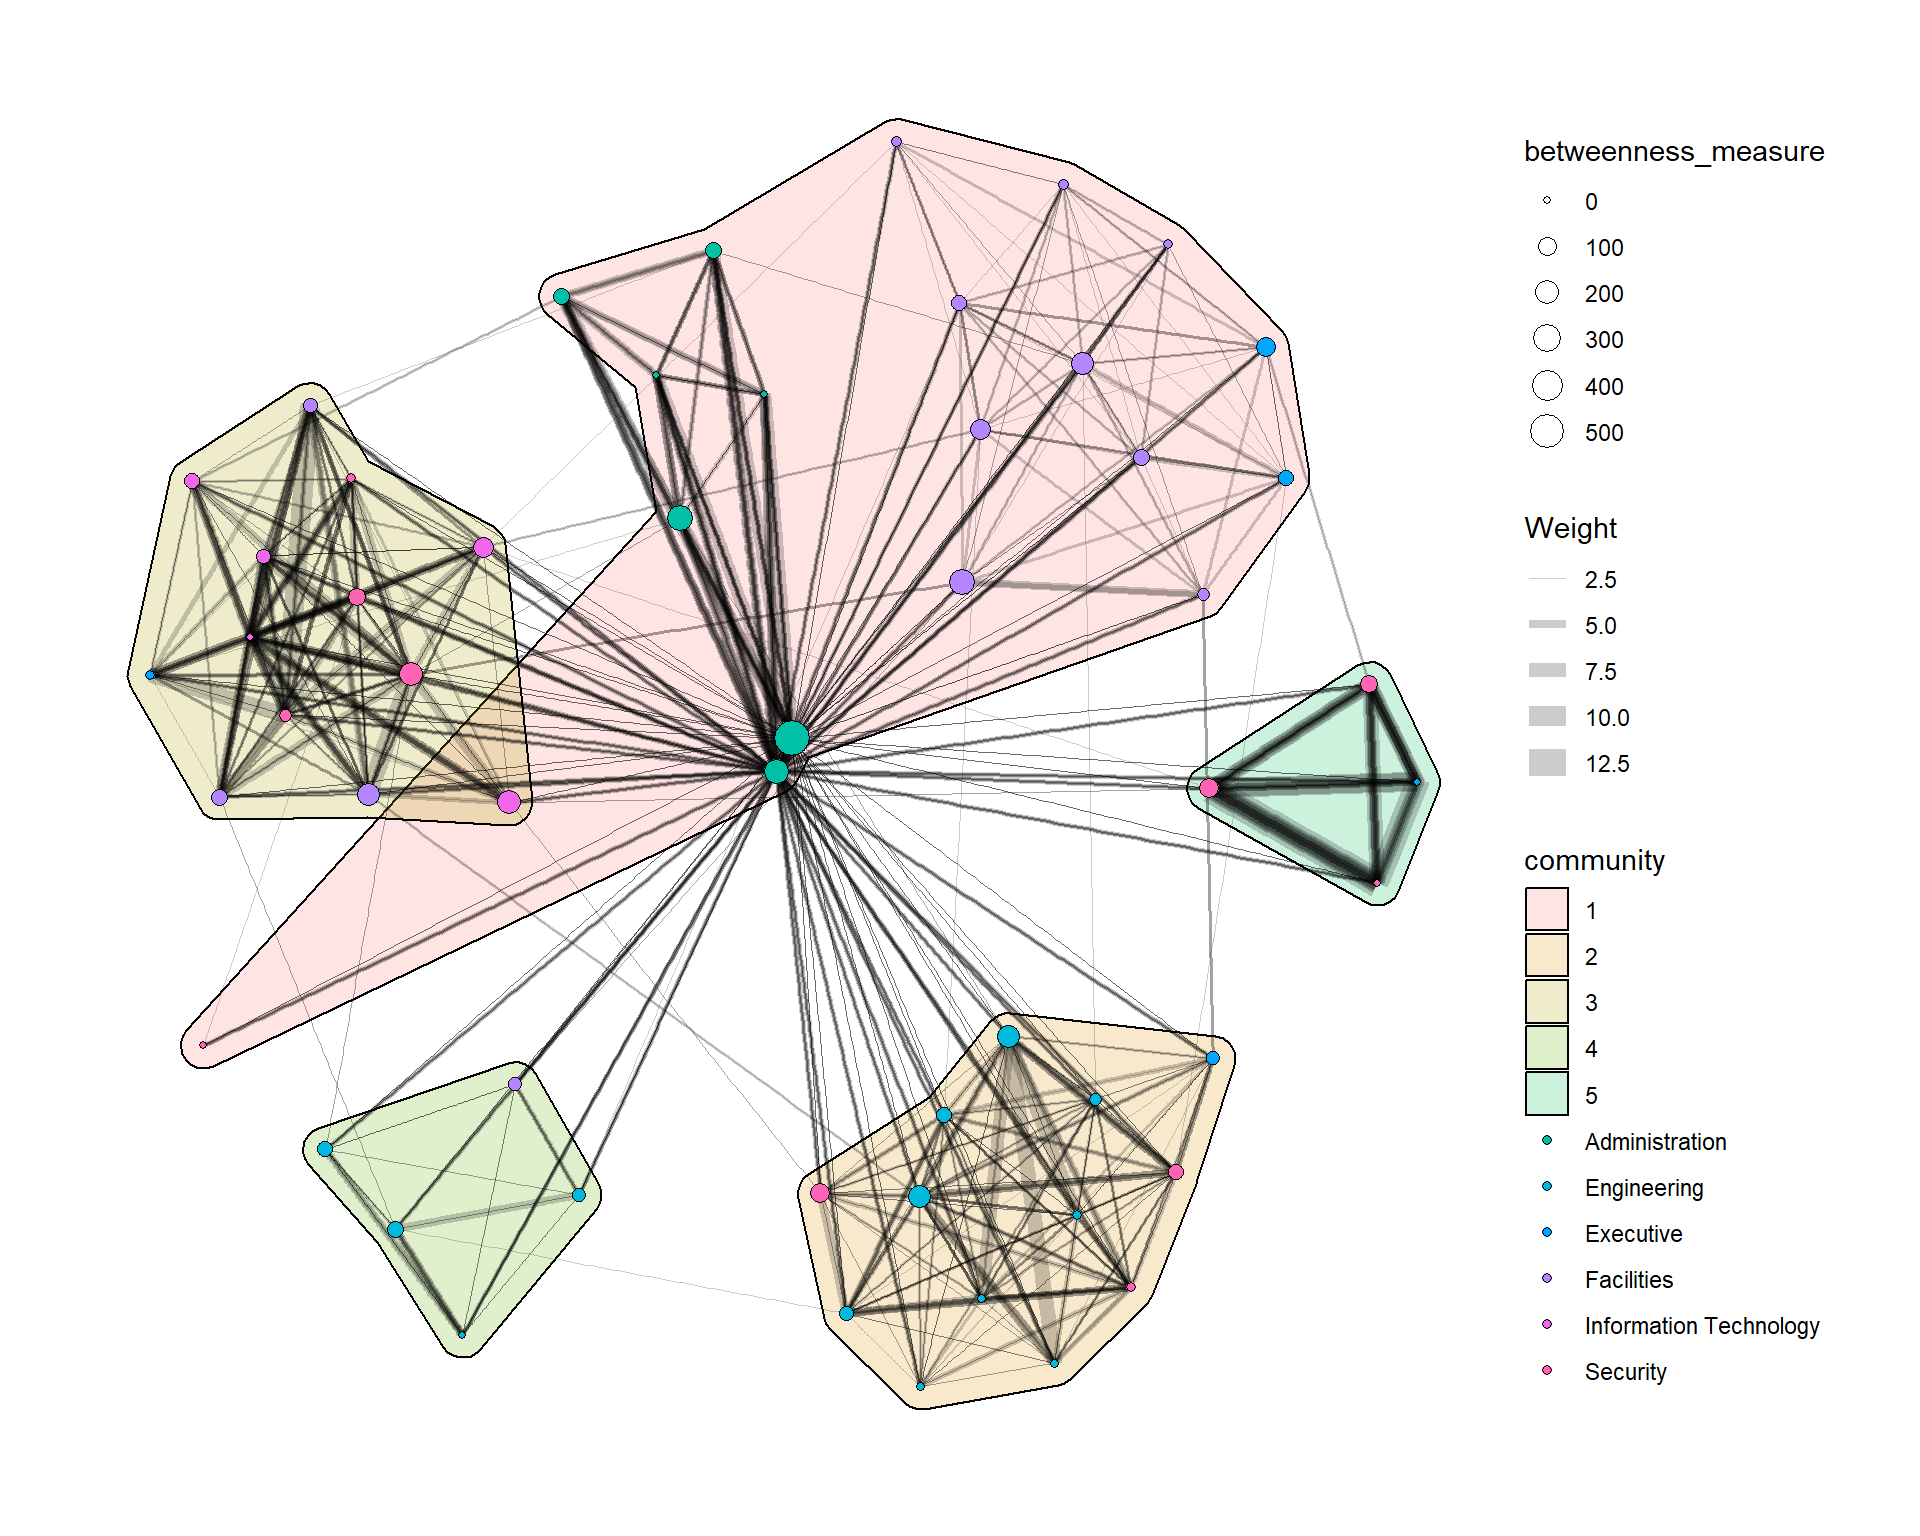 betweenness_measure
0
100
200
300
400
500
Weight
2.5
5.0
7.5
10.0
12.5
community
1
2
3
4
5
Administration
Engineering
Executive
Facilities
Information Technology
Security